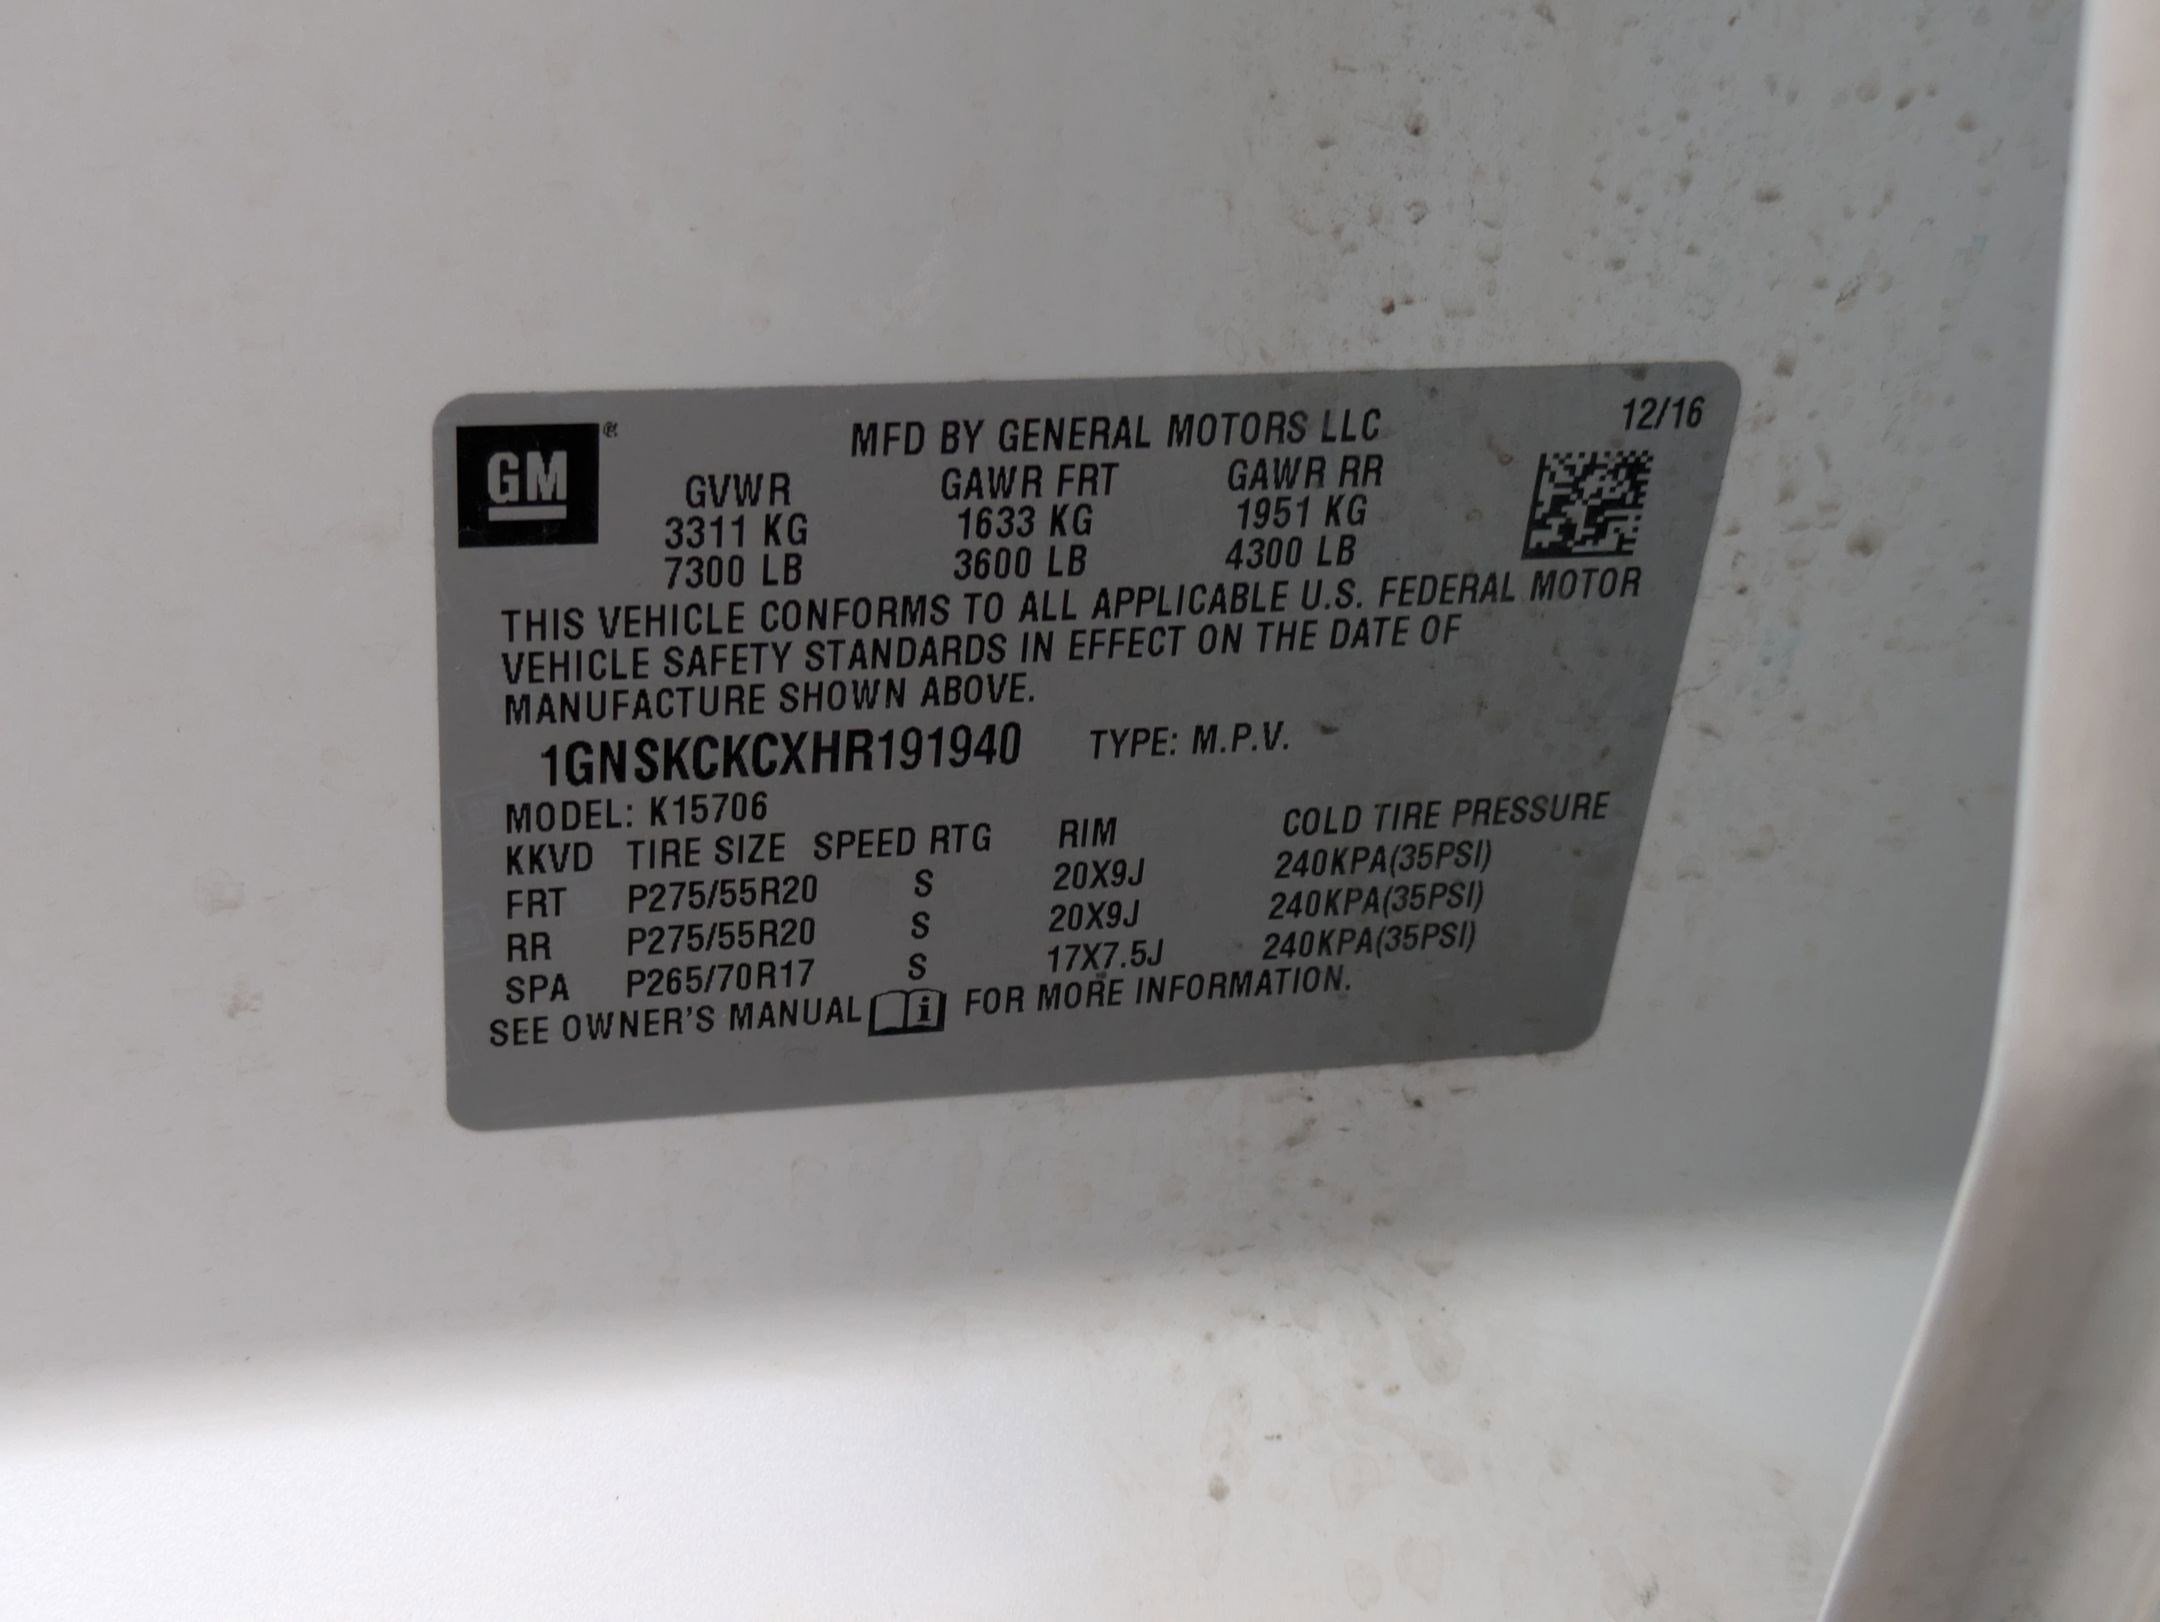 GM ®
MFD BY GENERAL MOTORS LLC 12/16
GVWR GAWR FRT GAWR RR
3311 KG 1633 KG 1951 KG
7300 LB 3600 LB 4300 LB
THIS VEHICLE CONFORMS TO ALL APPLICABLE U.S. FEDERAL MOTOR
VEHICLE SAFETY STANDARDS IN EFFECT ON THE DATE OF
MANUFACTURE SHOWN ABOVE.
1GNSKCKCXHR191940 TYPE: M.P.V.
MODEL: K15706
KKVD TIRE SIZE SPEED RTG RIM COLD TIRE PRESSURE
FRT P275/55R20 S 20X9J 240KPA(35PSI)
RR P275/55R20 S 20X9J 240KPA(35PSI)
SPA P265/70R17 S 17X7.5J 240KPA(35PSI)
SEE OWNER'S MANUAL i FOR MORE INFORMATION.